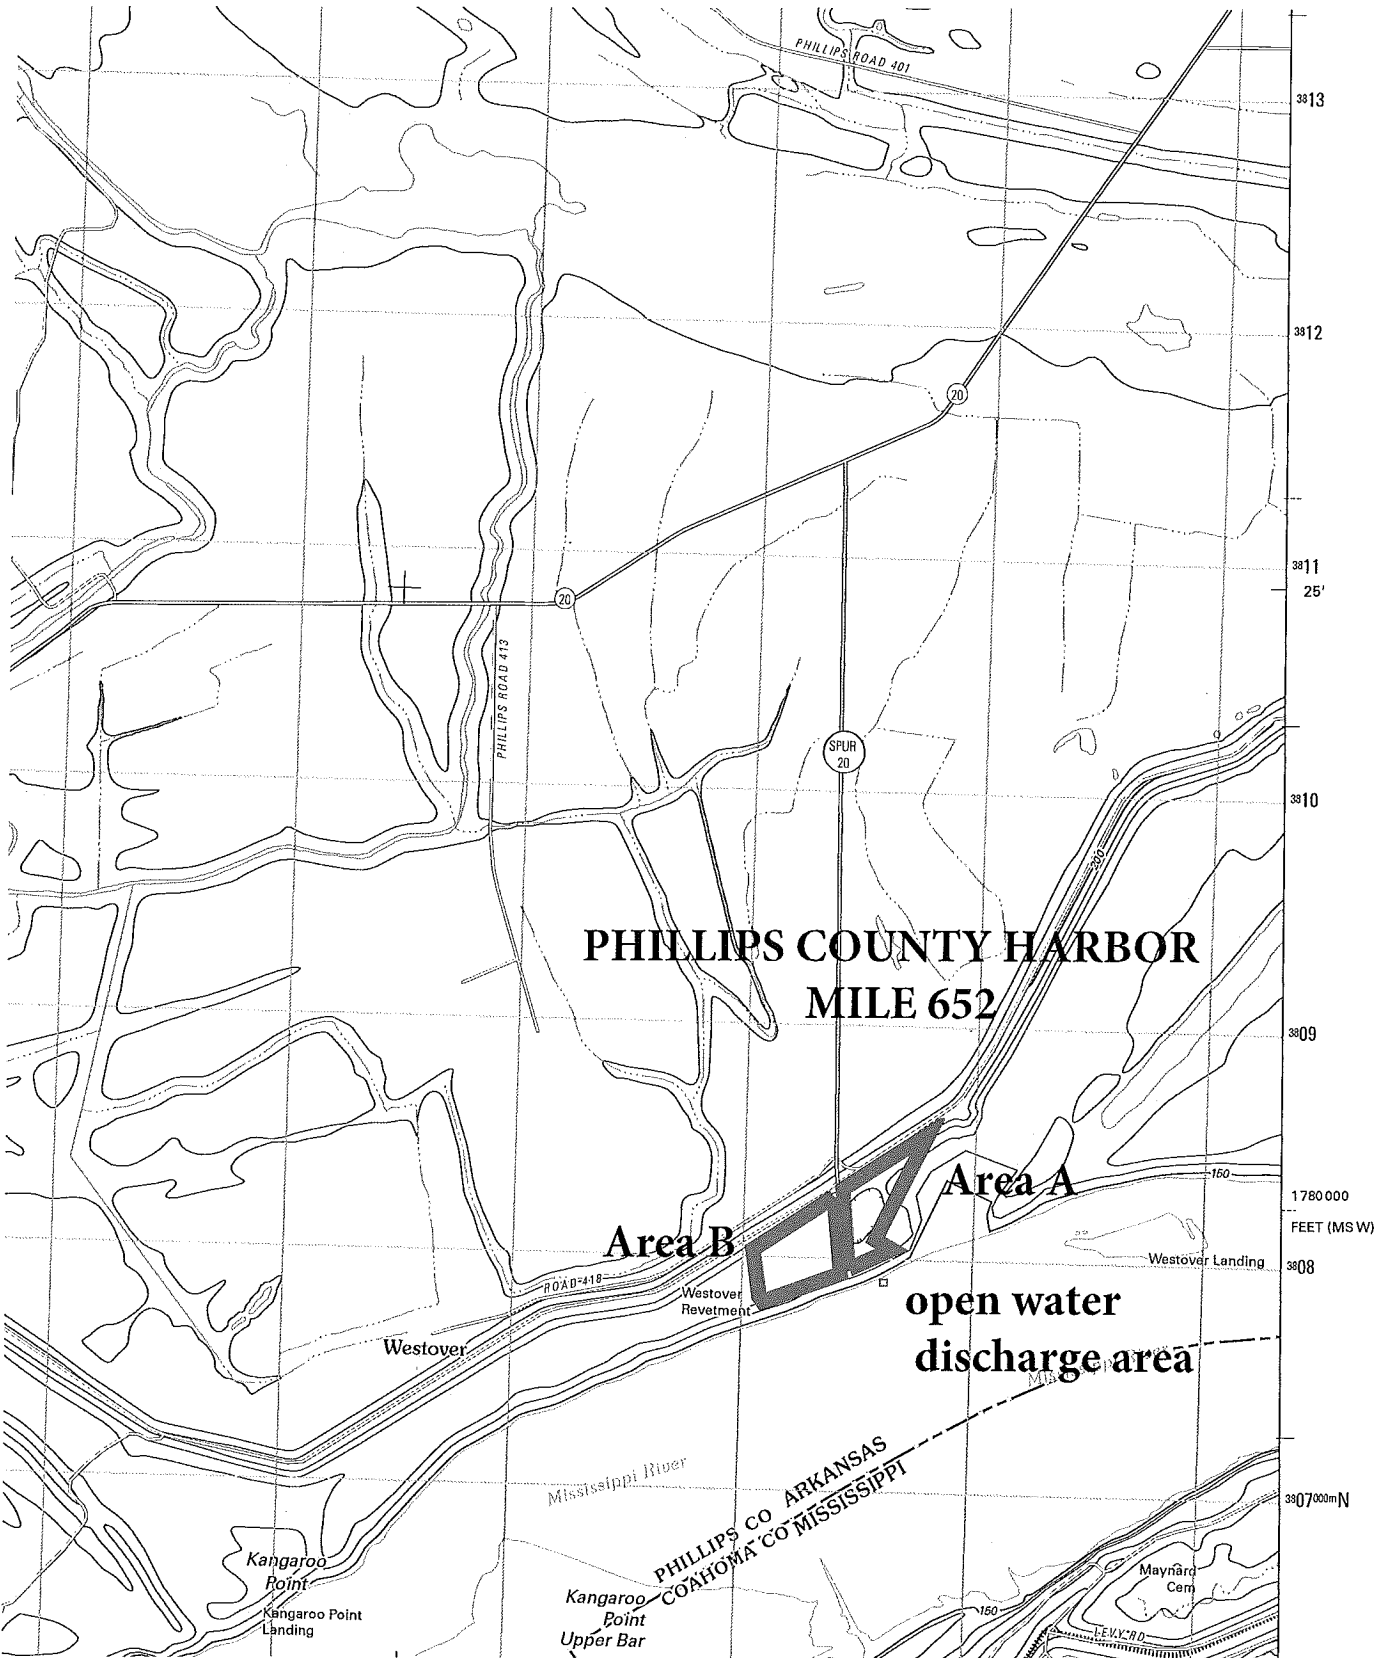 PHILLIPS ROAD 401
3813
3812
20
3811
25'
20
PHILLIPS ROAD 413
SPUR
20
3810
200
PHILLIPS COUNTY HARBOR
MILE 652
3809
Area A
150
1 780 000
FEET (MS W)
Area B
Westover Landing
3808
ROAD 418
Westover
Revetment
open water
discharge area
Westover
Mississippi River
PHILLIPS CO ARKANSAS
COAHOMA CO MISSISSIPPI
3807000mN
Kangaroo
Point
Kangaroo Point
Landing
Kangaroo
Point
Upper Bar
Maynard
Cem
150
LEVY RD